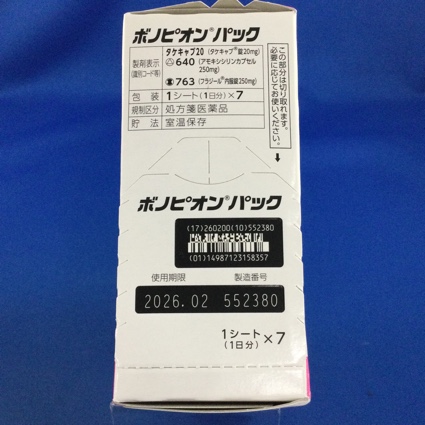 ボノピオン®パック
製剤表示
(識別コード等)
タケキャブ20 (タケキャブ®錠20mg)
640 (アモキシシリンカプセル
250mg)
763 (フラジール®内服錠250mg)
包装 1シート(1日分)×7
規制区分 処方箋医薬品
貯法 室温保存
この部分は切り取れます。
必要に応じてお使いください。
ボノピオン®パック
(17)260200(10)552380
(01)14987123158357
使用期限 製造番号
2026.02 552380
1シート×7
(1日分)